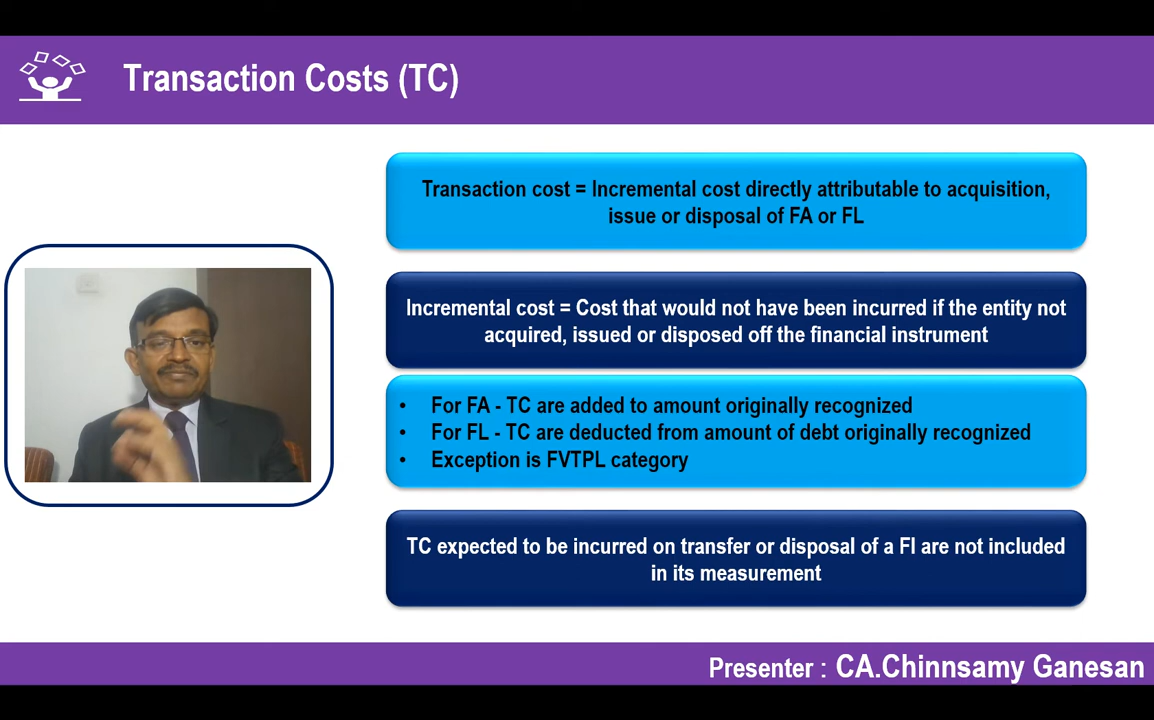 Transaction Costs (TC)
Transaction cost = Incremental cost directly attributable to acquisition,
issue or disposal of FA or FL
Incremental cost = Cost that would not have been incurred if the entity not
acquired, issued or disposed off the financial instrument
• For FA - TC are added to amount originally recognized
• For FL - TC are deducted from amount of debt originally recognized
• Exception is FVTPL category
TC expected to be incurred on transfer or disposal of a FI are not included
in its measurement
Presenter : CA.Chinnsamy Ganesan